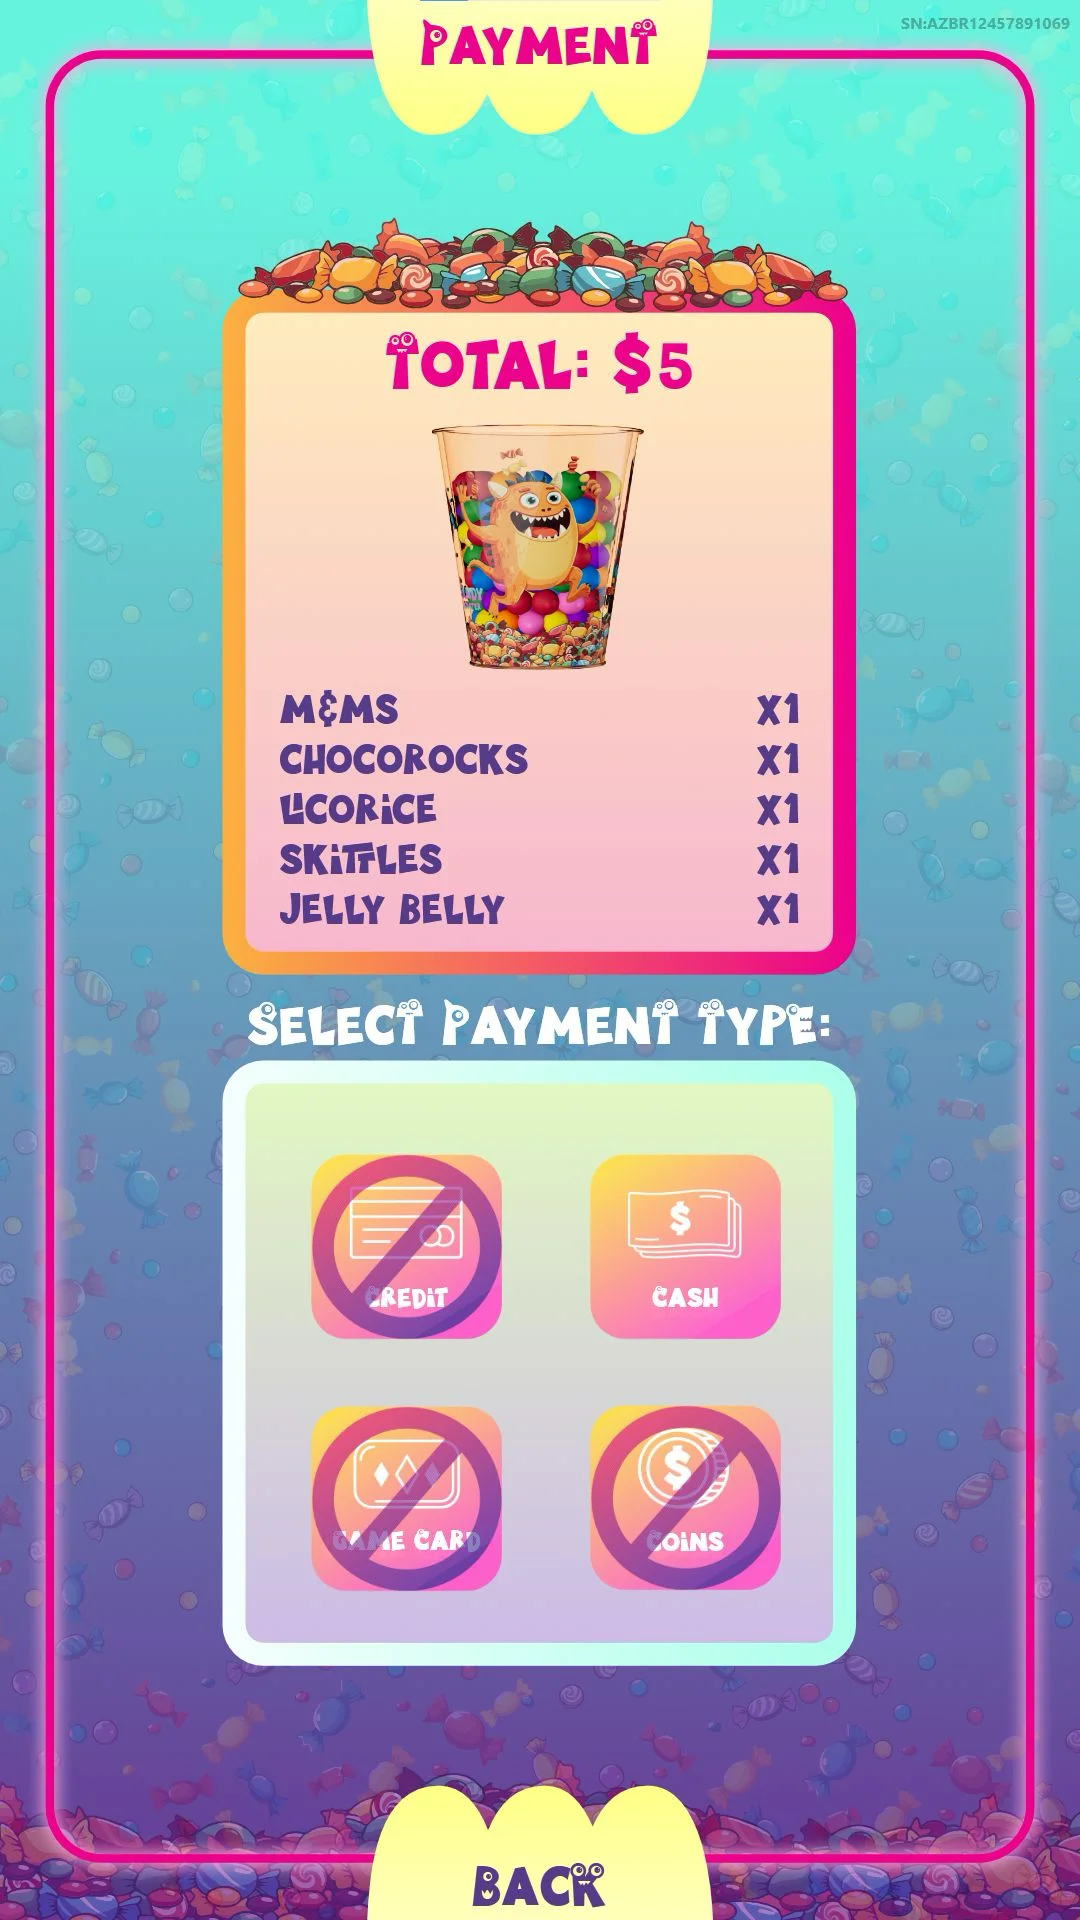 SN:AZBR12457891069
PAYMENT
TOTAL: $5
M&MS X1
CHOCOROCKS X1
LICORICE X1
SKITTLES X1
JELLY BELLY X1
SELECT PAYMENT TYPE:
$
CREDIT CASH
$
GAME CARD COINS
BACK